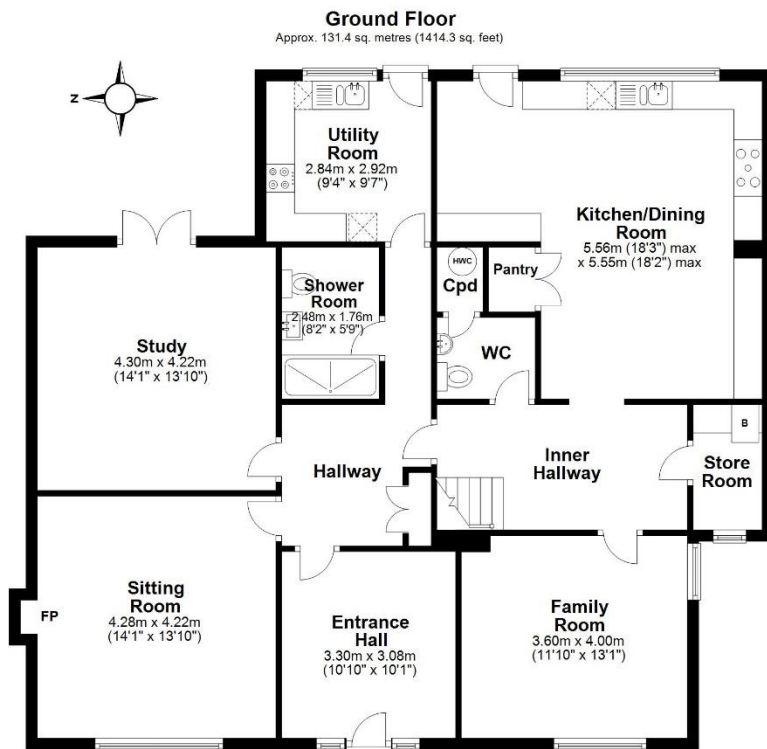 Ground Floor
Approx. 131.4 sq. metres (1414.3 sq. feet)
Z
Utility
Room
2.84m x 2.92m
(9'4" x 9'7")
Kitchen/Dining
Room
5.56m (18'3") max
x 5.55m (18'2") max
Shower
Room
2.48m x 1.76m
(8'2" x 5'9")
HWC
Cpd
Pantry
Study
4.30m x 4.22m
(14'1" x 13'10")
WC
B
Store
Room
Hallway
Inner
Hallway
Sitting
Room
4.28m x 4.22m
(14'1" x 13'10")
FP
Entrance
Hall
3.30m x 3.08m
(10'10" x 10'1")
Family
Room
3.60m x 4.00m
(11'10" x 13'1")